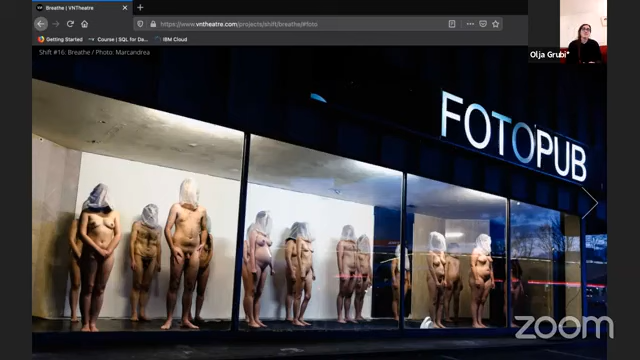 Breathe | VNTheatre
https://www.vntheatre.com/projects/shift/breathe/#foto
Getting Started
Course | SQL for Da...
IBM Cloud
Olja Grubi*
Shift #16: Breathe / Photo: Marcandrea
FOTOPUB
zoom